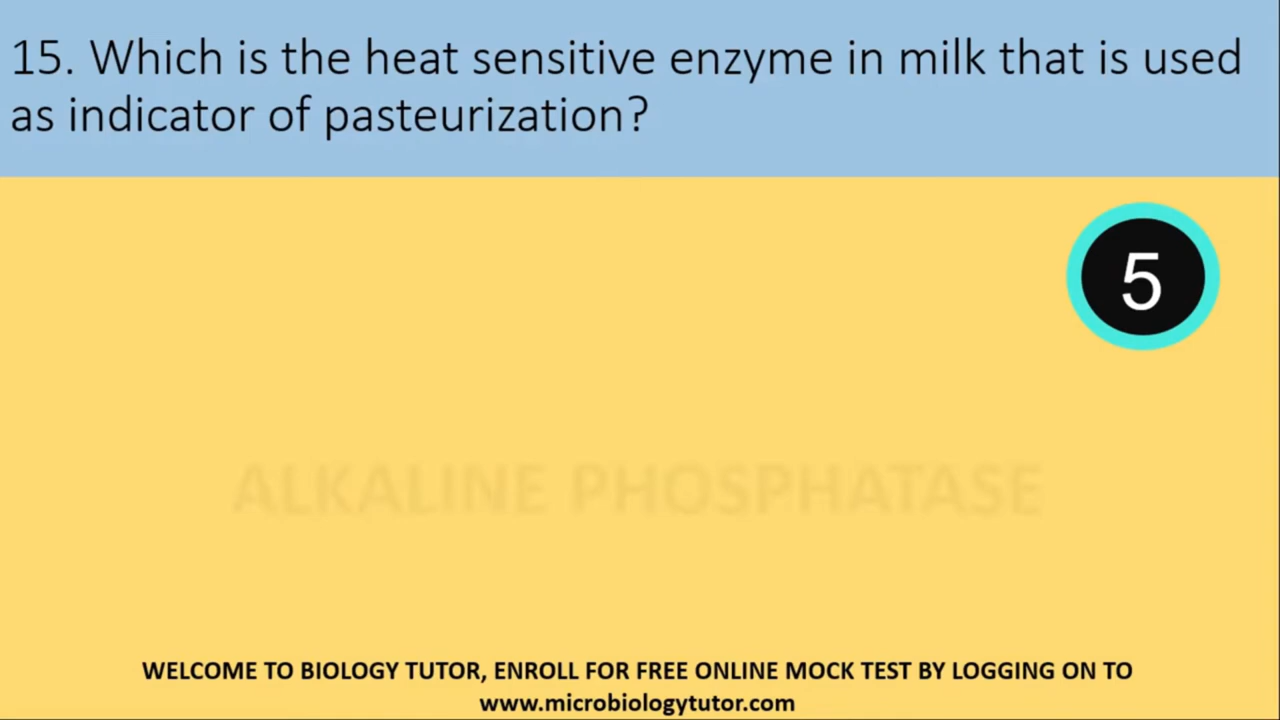 15. Which is the heat sensitive enzyme in milk that is used
as indicator of pasteurization?
5
ALKALINE PHOSPHATASE
WELCOME TO BIOLOGY TUTOR, ENROLL FOR FREE ONLINE MOCK TEST BY LOGGING ON TO
www.microbiologytutor.com